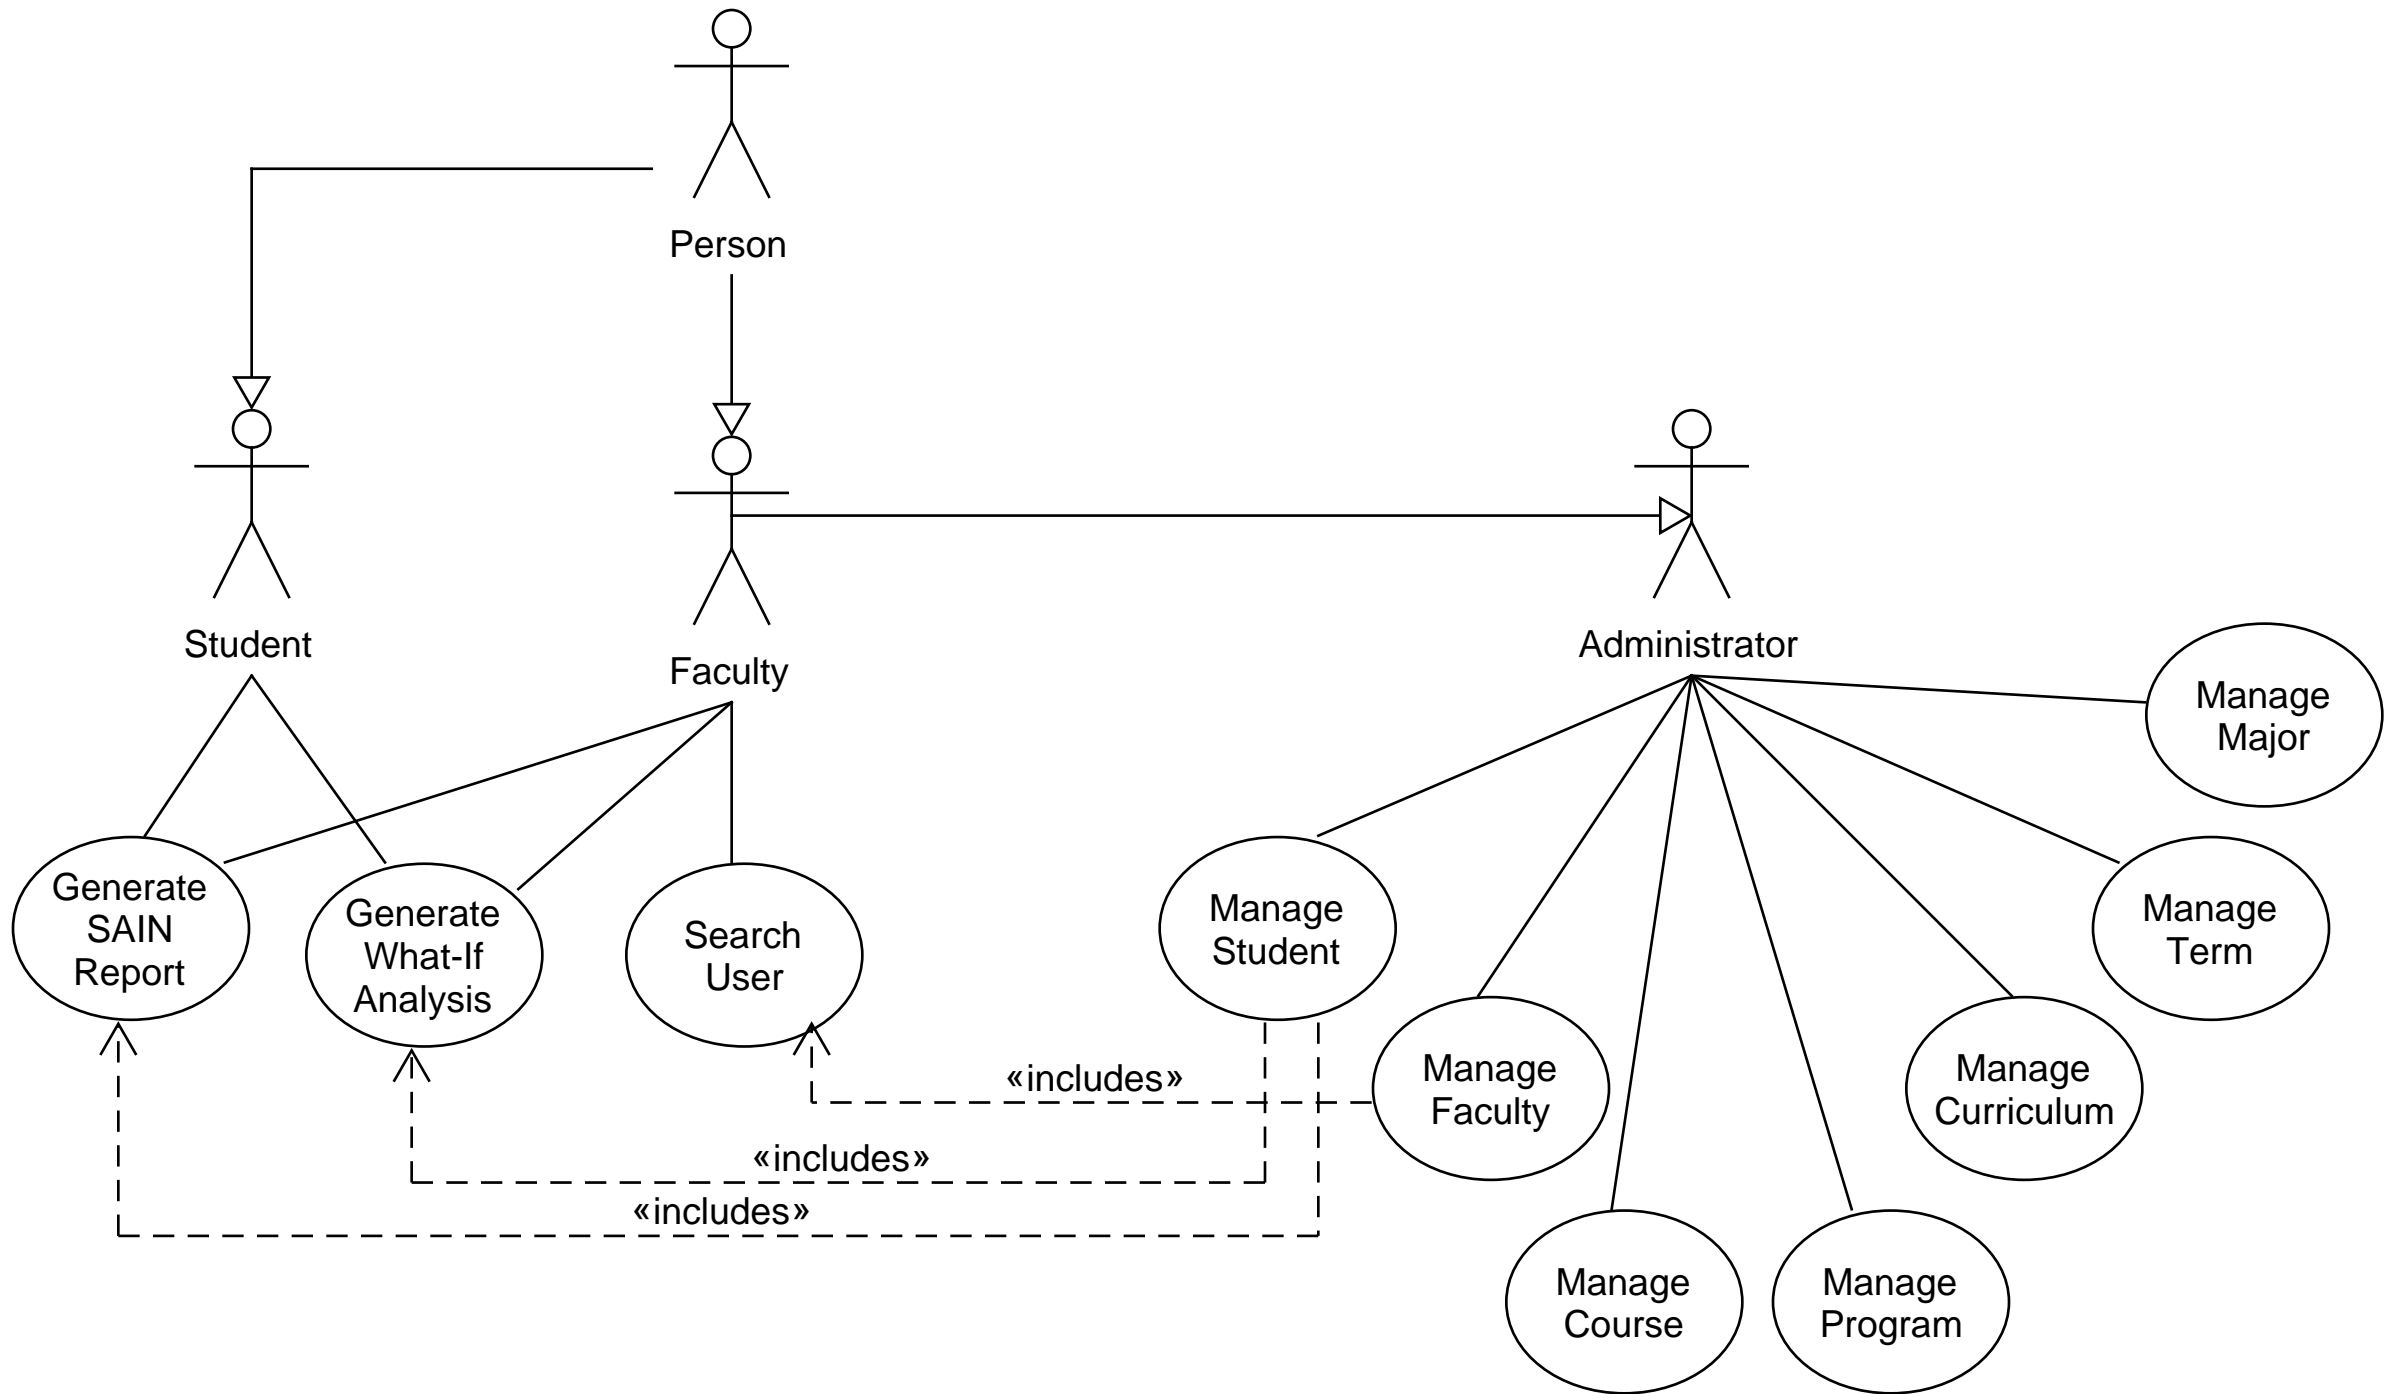 Person
Student
Faculty
Administrator
Manage
Major
Generate
SAIN
Report
Generate
What-If
Analysis
Search
User
Manage
Student
Manage
Term
«includes»
Manage
Faculty
Manage
Curriculum
«includes»
«includes»
Manage
Course
Manage
Program